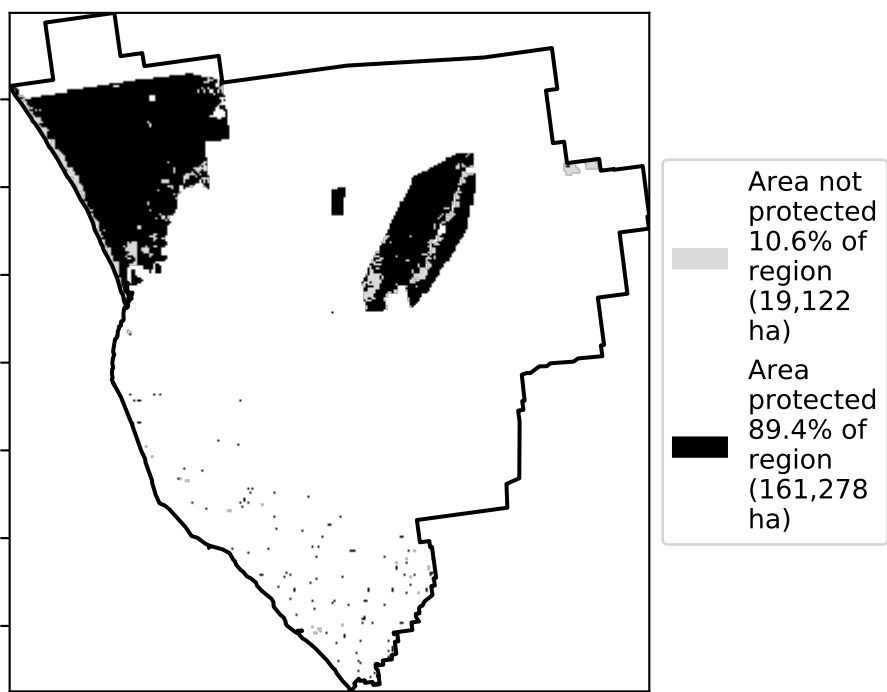 Area not
protected
10.6% of
region
(19,122
ha)
Area
protected
89.4% of
region
(161,278
ha)